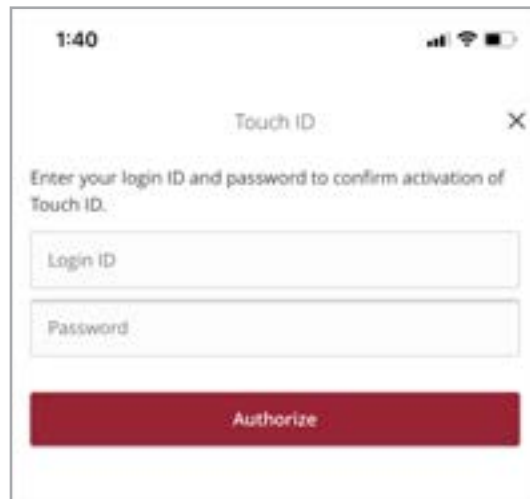 1:40
Touch ID
Enter your login ID and password to confirm activation of
Touch ID.
Login ID
Password
Authorize